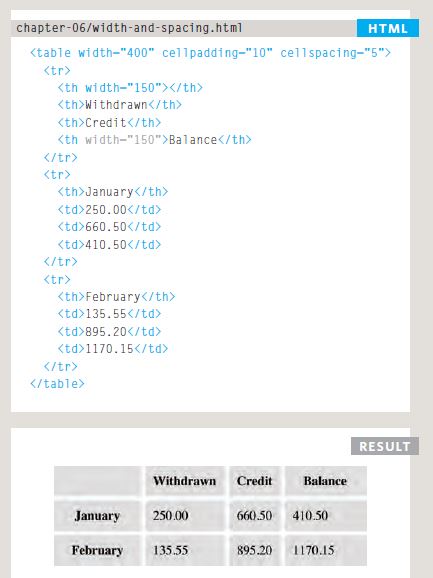 chapter-06/width-and-spacing.html HTML
<table width="400" cellpadding="10" cellspacing="5">
<tr>
<th width="150"></th>
<th>Withdrawn</th>
<th>Credit</th>
<th width="150">Balance</th>
</tr>
<tr>
<th>January</th>
<td>250.00</td>
<td>660.50</td>
<td>410.50</td>
</tr>
<tr>
<th>February</th>
<td>135.55</td>
<td>895.20</td>
<td>1170.15</td>
</tr>
</table>
RESULT
Withdrawn Credit Balance
January 250.00 660.50 410.50
February 135.55 895.20 1170.15